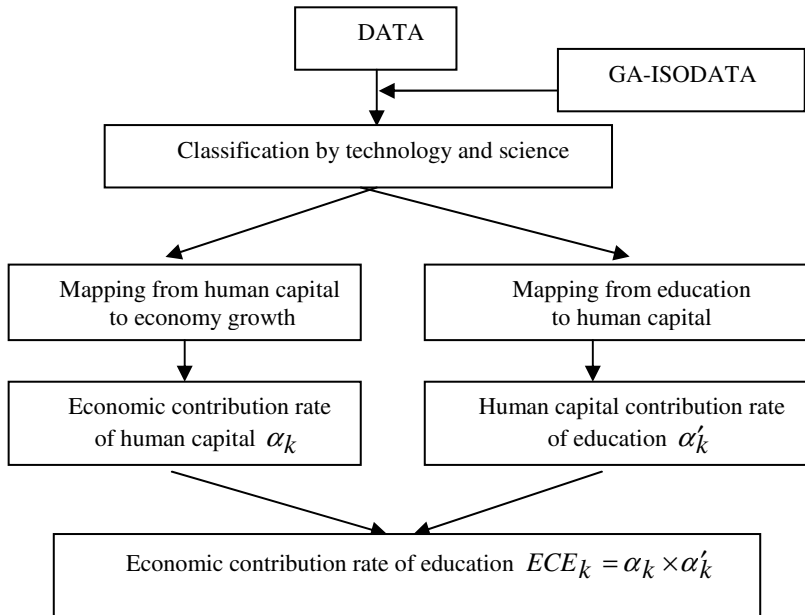 DATA
GA-ISODATA
Classification by technology and science
Mapping from human capital
to economy growth
Mapping from education
to human capital
Economic contribution rate
of human capital αₖ
Human capital contribution rate
of education α′ₖ
Economic contribution rate of education ECEₖ = αₖ × α′ₖ